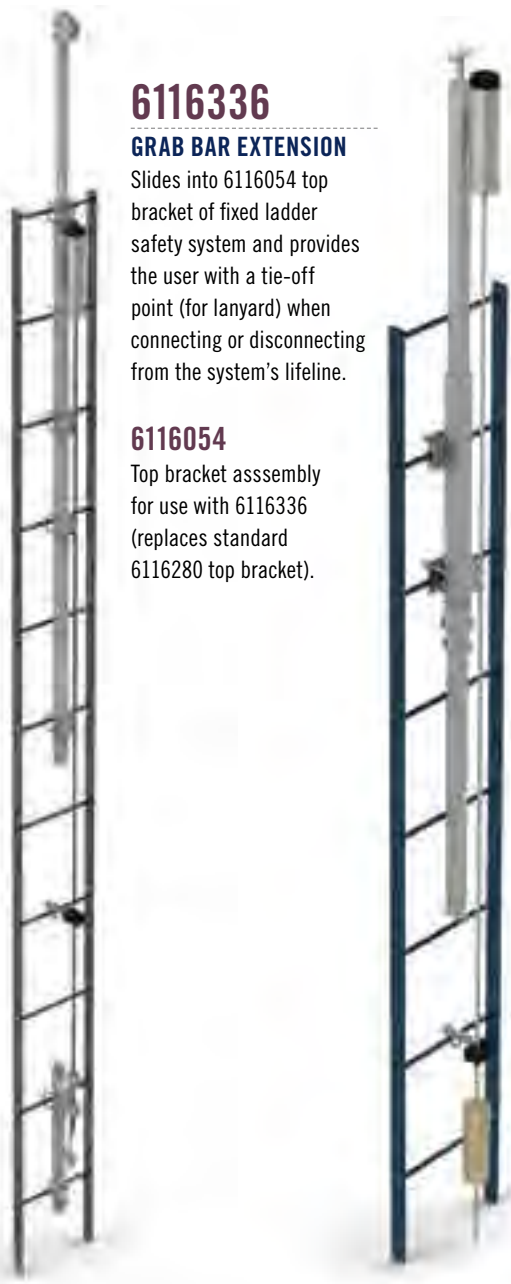 6116336
GRAB BAR EXTENSION
Slides into 6116054 top
bracket of fixed ladder
safety system and provides
the user with a tie-off
point (for lanyard) when
connecting or disconnecting
from the system’s lifeline.
6116054
Top bracket asssembly
for use with 6116336
(replaces standard
6116280 top bracket).